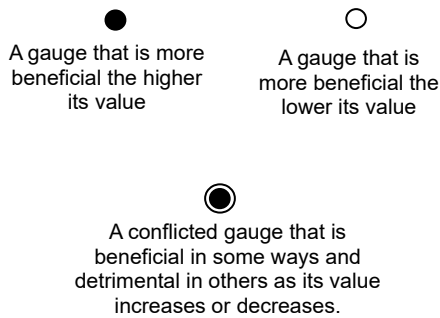 A gauge that is more
beneficial the higher
its value
A gauge that is
more beneficial the
lower its value
A conflicted gauge that is
beneficial in some ways and
detrimental in others as its value
increases or decreases.